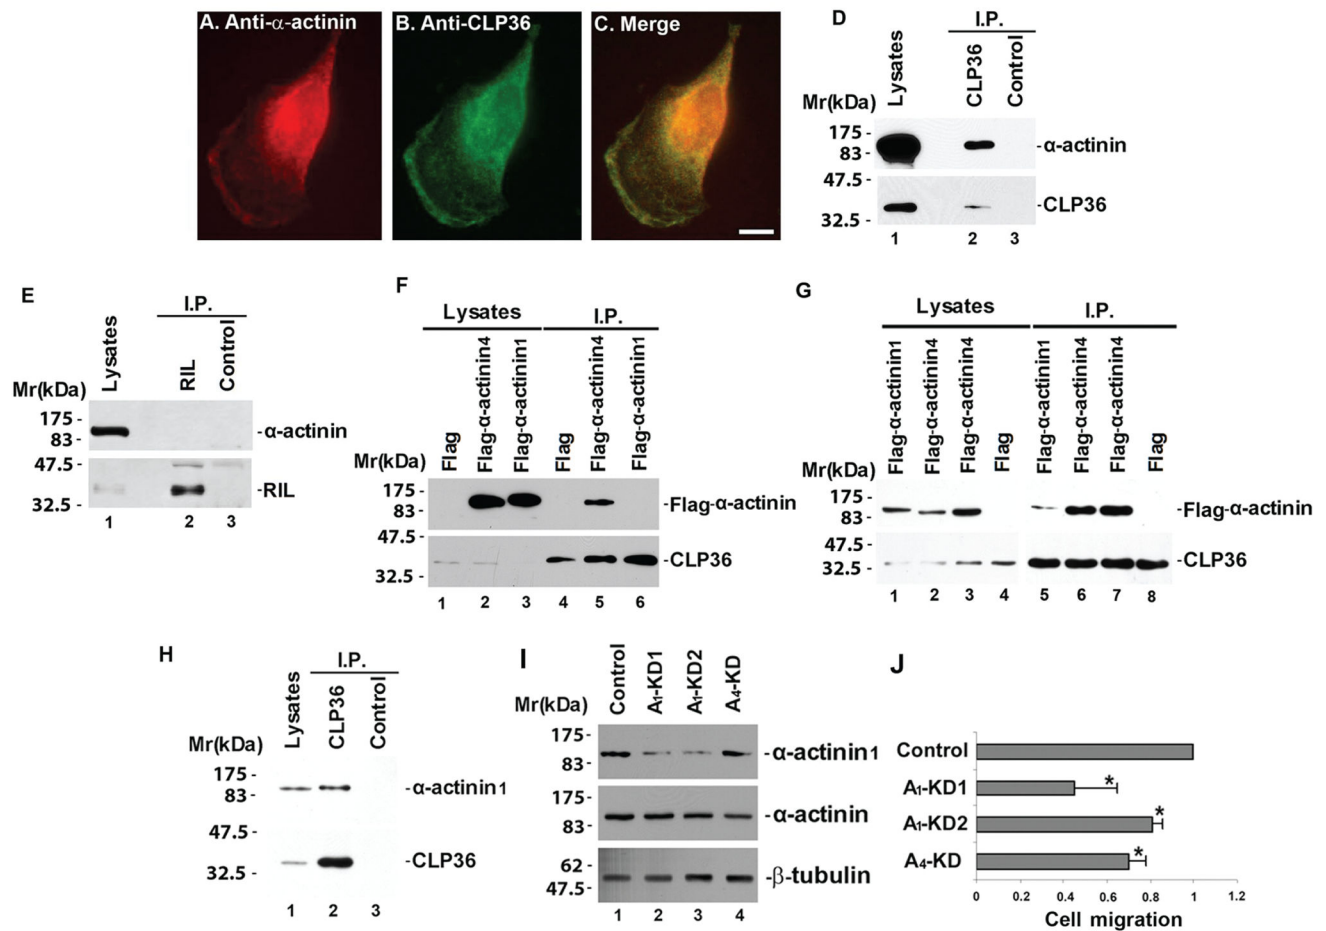 A. Anti-α-actinin
B. Anti-CLP36
C. Merge
D
I.P.
Lysates
CLP36
Control
Mr(kDa)
175 -
83 -
-α-actinin
47.5 -
32.5 -
-CLP36
1 2 3
E
I.P.
Lysates
RIL
Control
Mr(kDa)
175 -
83 -
-α-actinin
47.5 -
32.5 -
-RIL
1 2 3
F
Lysates I.P.
Flag
Flag-α-actinin4
Flag-α-actinin1
Flag
Flag-α-actinin4
Flag-α-actinin1
Mr(kDa)
175 -
83 -
-Flag-α-actinin
47.5 -
32.5 -
-CLP36
1 2 3 4 5 6
G
Lysates I.P.
Flag-α-actinin1
Flag-α-actinin4
Flag-α-actinin4
Flag
Flag-α-actinin1
Flag-α-actinin4
Flag-α-actinin4
Flag
Mr(kDa)
175 -
83 -
-Flag-α-actinin
47.5 -
32.5 -
-CLP36
1 2 3 4 5 6 7 8
H
I.P.
Lysates
CLP36
Control
Mr(kDa)
175 -
83 -
-α-actinin1
47.5 -
32.5 -
-CLP36
1 2 3
I
Control
A1-KD1
A1-KD2
A4-KD
Mr(kDa)
175-
83-
-α-actinin1
175-
83-
-α-actinin
62 -
47.5-
-β-tubulin
1 2 3 4
J
Control
A1-KD1 *
A1-KD2 *
A4-KD *
0 0.2 0.4 0.6 0.8 1 1.2
Cell migration